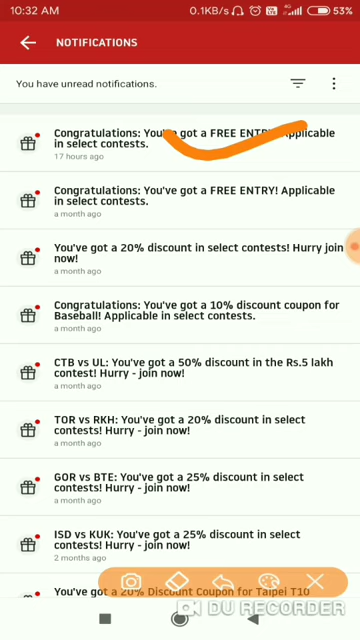 10:32 AM
0.1KB/s
4G
53%
NOTIFICATIONS
You have unread notifications.
Congratulations: You've got a FREE ENTRY! Applicable
in select contests.
17 hours ago
Congratulations: You've got a FREE ENTRY! Applicable
in select contests.
a month ago
You've got a 20% discount in select contests! Hurry join
now!
a month ago
Congratulations: You've got a 10% discount coupon for
Baseball! Applicable in select contests.
a month ago
CTB vs UL: You've got a 50% discount in the Rs.5 lakh
contest! Hurry - join now!
a month ago
TOR vs RKH: You've got a 20% discount in select
contests! Hurry - join now!
a month ago
GOR vs BTE: You've got a 25% discount in select
contests! Hurry - join now!
a month ago
ISD vs KUK: You've got a 25% discount in select
contests! Hurry - join now!
2 months ago
You've got a 20% Discount Coupon for Taipei T10
DU RECORDER